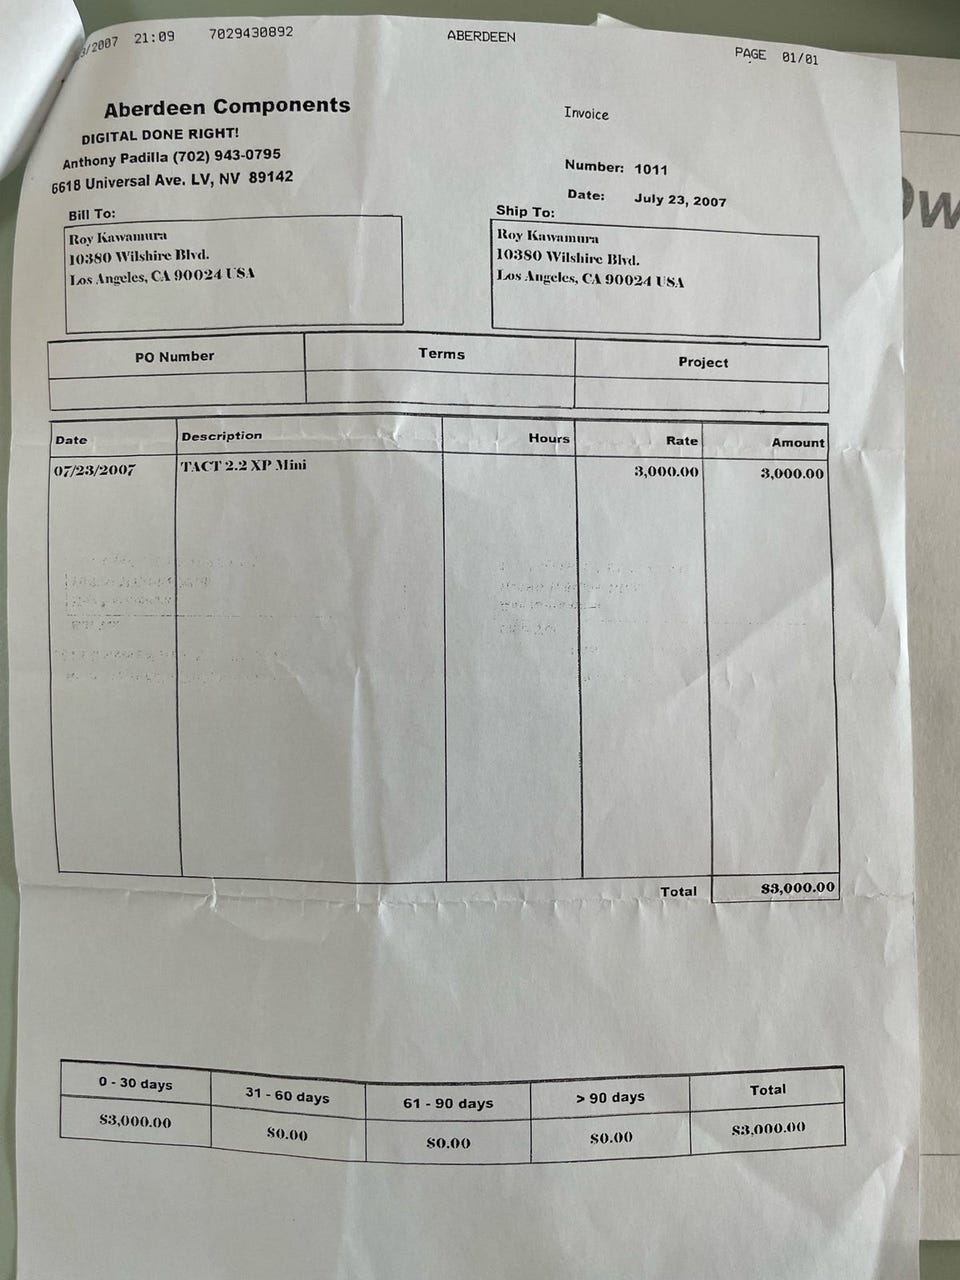 3/2007 21:09 7029430892 ABERDEEN PAGE 01/01
Aberdeen Components
DIGITAL DONE RIGHT!
Anthony Padilla (702) 943-0795
6618 Universal Ave. LV, NV 89142
Invoice
Number: 1011
Date: July 23, 2007
Bill To:
Roy Kawamura
10380 Wilshire Blvd.
Los Angeles, CA 90024 USA
Ship To:
Roy Kawamura
10380 Wilshire Blvd.
Los Angeles, CA 90024 USA
PO Number Terms Project
Date Description Hours Rate Amount
07/23/2007 TACT 2.2 XP Mini 3,000.00 3,000.00
Total $3,000.00
0 - 30 days 31 - 60 days 61 - 90 days > 90 days Total
$3,000.00 $0.00 $0.00 $0.00 $3,000.00